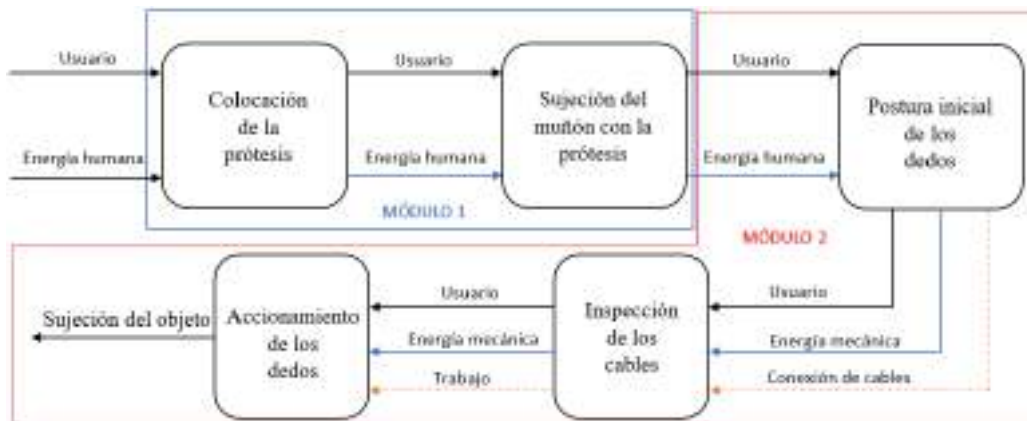 Usuario
Usuario
Usuario
Colocación
de la
prótesis
Sujeción del
muñón con la
prótesis
Postura inicial
de los
dedos
Energía humana
Energía humana
Energía humana
MÓDULO 1
MÓDULO 2
Usuario
Usuario
Sujeción del objeto
Accionamiento
de los
dedos
Inspección
de los
cables
Energía mecánica
Energía mecánica
Trabajo
Conexión de cables